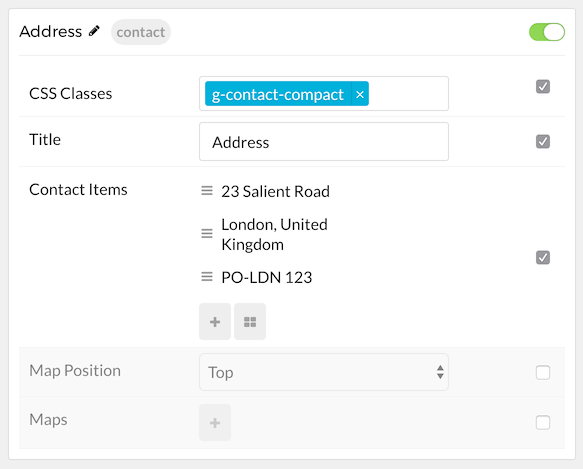 Address contact
CSS Classes g-contact-compact ×
Title Address
Contact Items 23 Salient Road
London, United
Kingdom
PO-LDN 123
Map Position Top
Maps